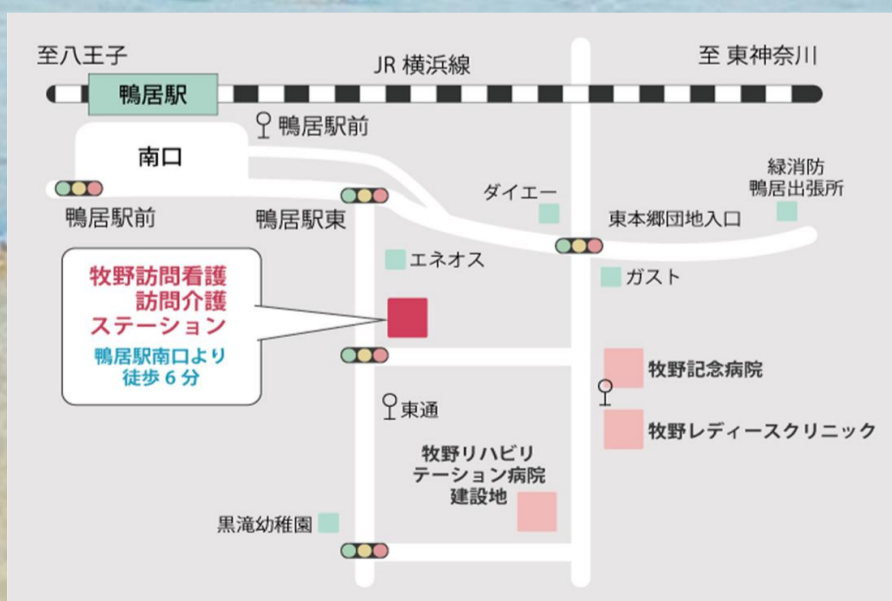 至八王子
JR 横浜線
至 東神奈川
鴨居駅
鴨居駅前
南口
緑消防
鴨居出張所
ダイエー
鴨居駅前
鴨居駅東
東本郷団地入口
エネオス
ガスト
牧野訪問看護
訪問介護
ステーション
鴨居駅南口より
徒歩 6 分
牧野記念病院
東通
牧野レディースクリニック
牧野リハビリ
テーション病院
建設地
黒滝幼稚園